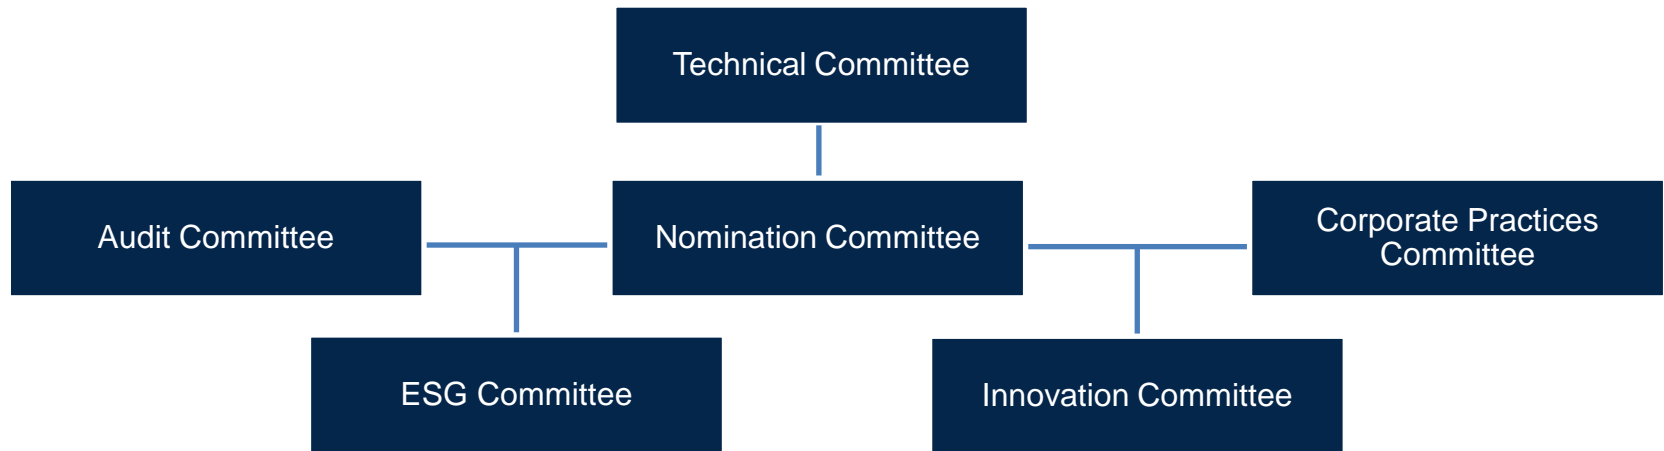 Technical Committee
Audit Committee
Nomination Committee
Corporate Practices
Committee
ESG Committee
Innovation Committee